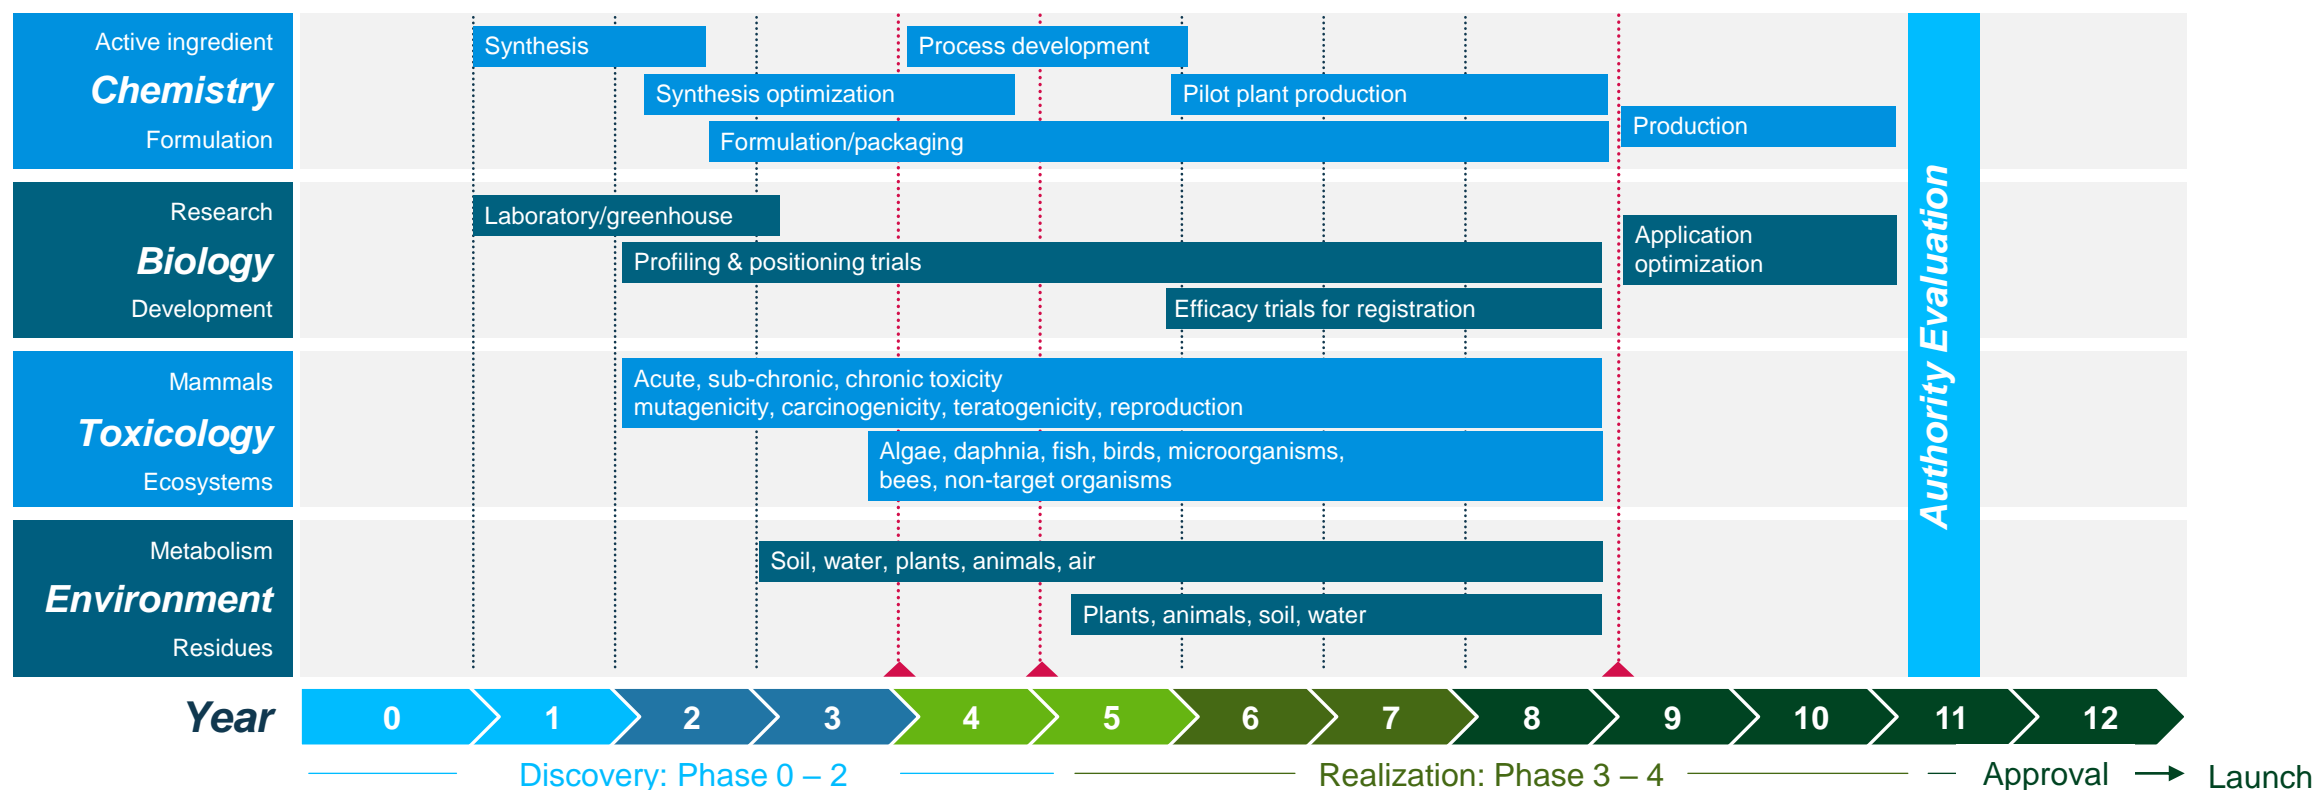 Active ingredient
Chemistry
Formulation
Synthesis
Process development
Synthesis optimization
Pilot plant production
Formulation/packaging
Production
Research
Biology
Development
Laboratory/greenhouse
Profiling & positioning trials
Efficacy trials for registration
Application
optimization
Mammals
Toxicology
Ecosystems
Acute, sub-chronic, chronic toxicity
mutagenicity, carcinogenicity, teratogenicity, reproduction
Algae, daphnia, fish, birds, microorganisms,
bees, non-target organisms
Metabolism
Environment
Residues
Soil, water, plants, animals, air
Plants, animals, soil, water
Authority Evaluation
Year 0 1 2 3 4 5 6 7 8 9 10 11 12
Discovery: Phase 0 – 2 Realization: Phase 3 – 4 Approval Launch